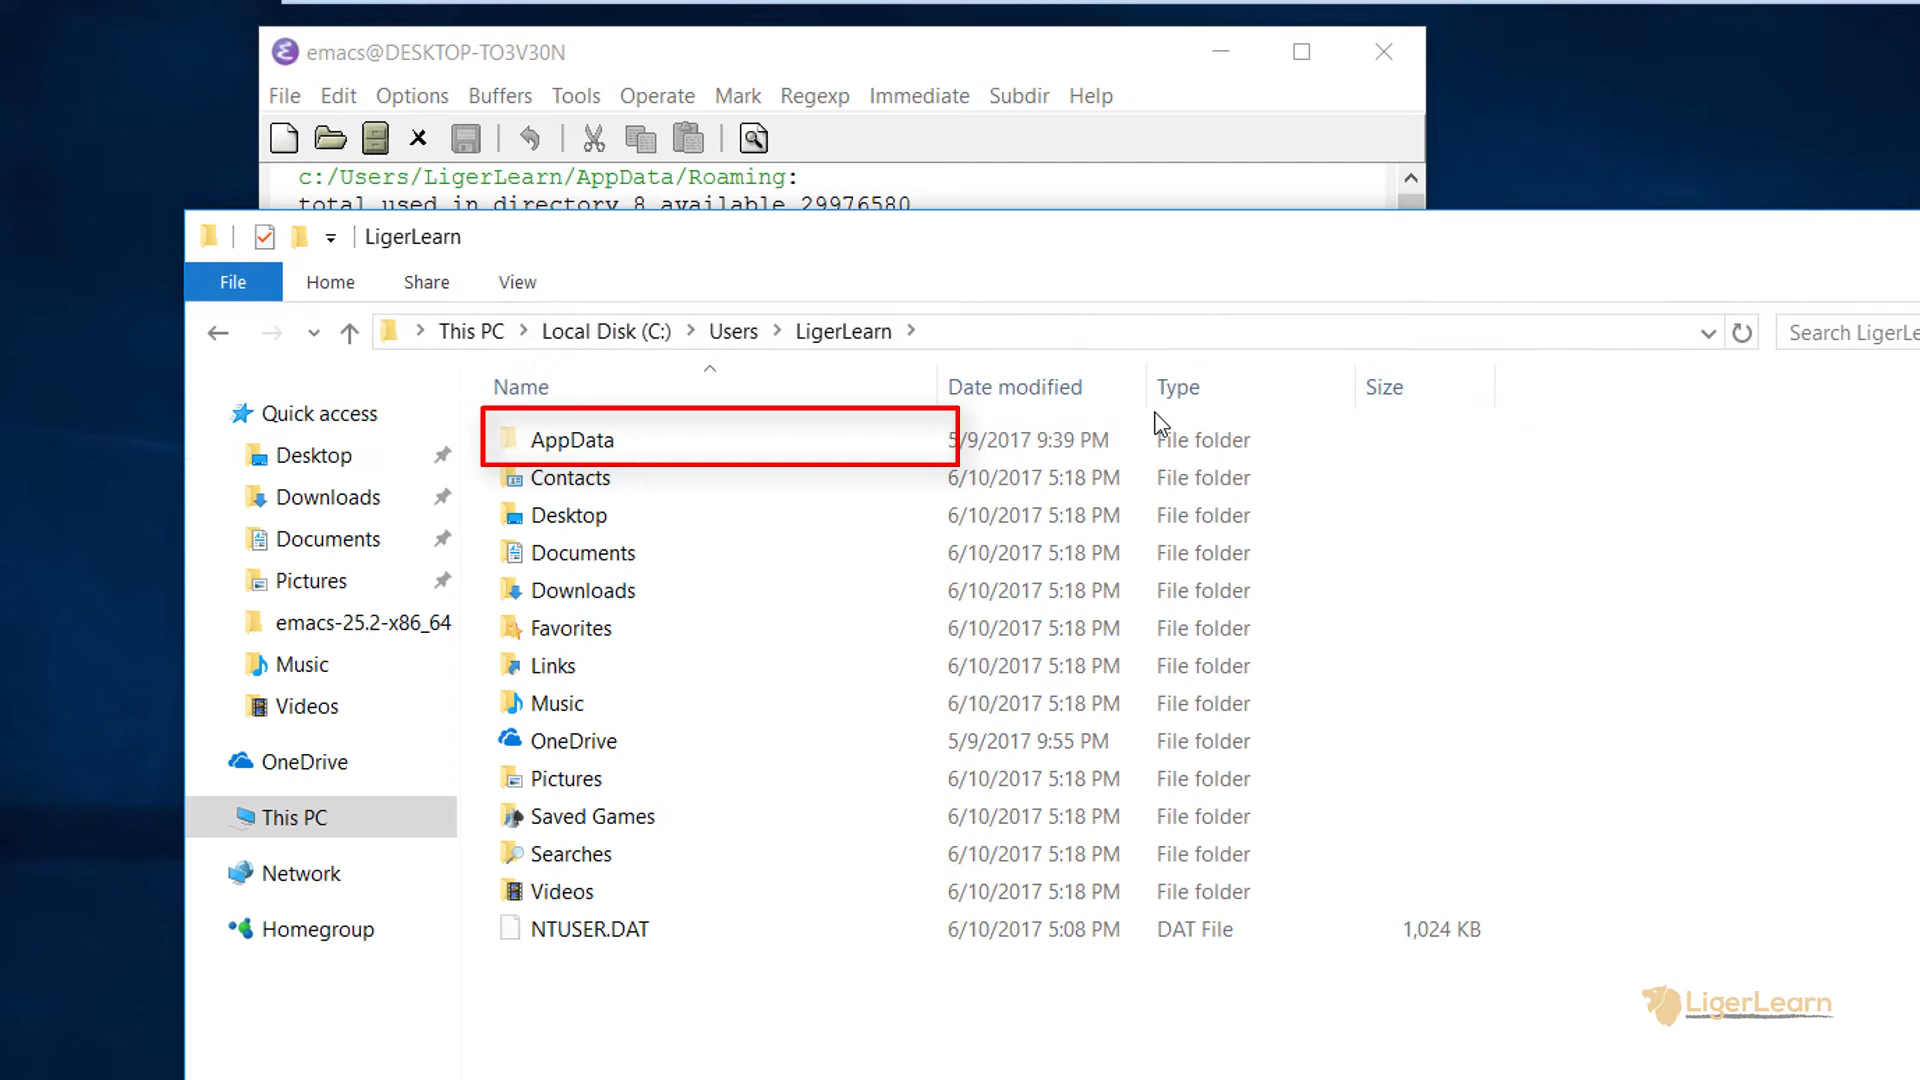 emacs@DESKTOP-TO3V30N
File Edit Options Buffers Tools Operate Mark Regexp Immediate Subdir Help
c:/Users/LigerLearn/AppData/Roaming:
total used in directory 8 available 29976580
LigerLearn
File Home Share View
This PC Local Disk (C:) Users LigerLearn
Search LigerLe
Name Date modified Type Size
Quick access
Desktop
Downloads
Documents
Pictures
emacs-25.2-x86_64
Music
Videos
OneDrive
This PC
Network
Homegroup
AppData 5/9/2017 9:39 PM File folder
Contacts 6/10/2017 5:18 PM File folder
Desktop 6/10/2017 5:18 PM File folder
Documents 6/10/2017 5:18 PM File folder
Downloads 6/10/2017 5:18 PM File folder
Favorites 6/10/2017 5:18 PM File folder
Links 6/10/2017 5:18 PM File folder
Music 6/10/2017 5:18 PM File folder
OneDrive 5/9/2017 9:55 PM File folder
Pictures 6/10/2017 5:18 PM File folder
Saved Games 6/10/2017 5:18 PM File folder
Searches 6/10/2017 5:18 PM File folder
Videos 6/10/2017 5:18 PM File folder
NTUSER.DAT 6/10/2017 5:08 PM DAT File 1,024 KB
LigerLearn